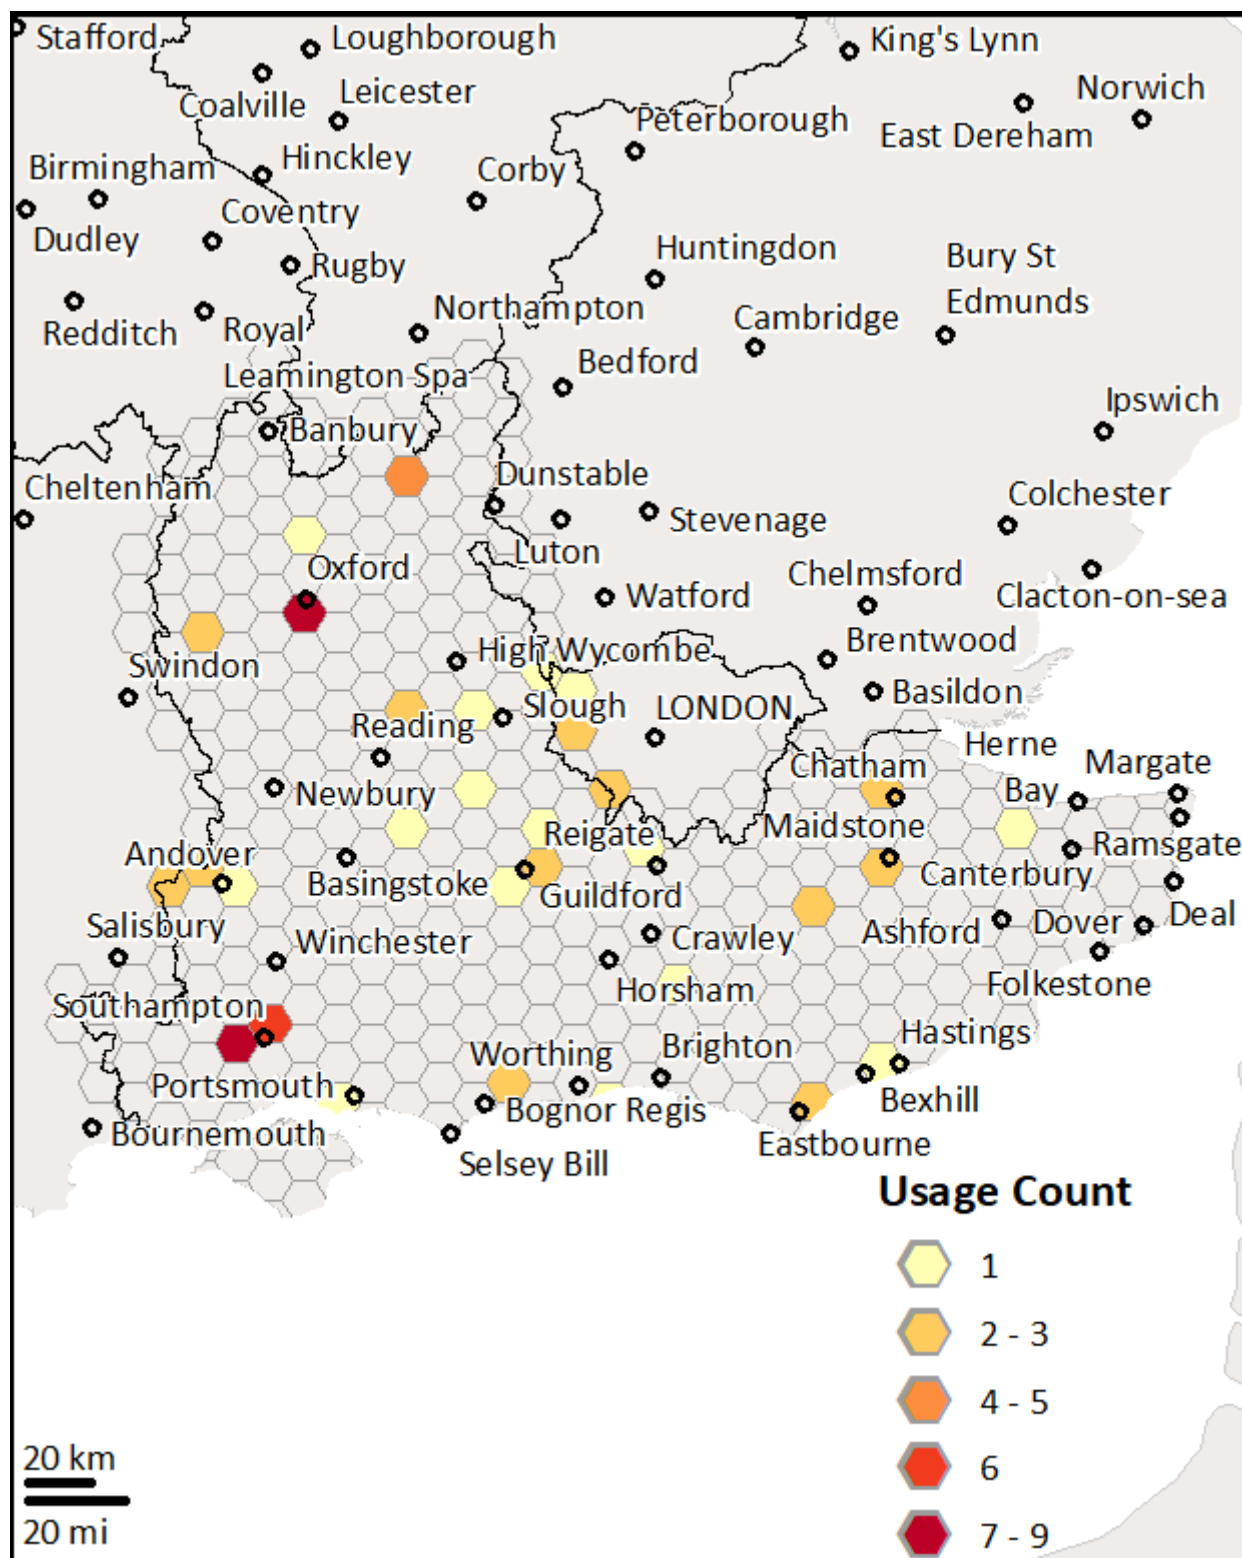 Stafford
Loughborough
King's Lynn
Coalville
Leicester
Norwich
Peterborough
East Dereham
Birmingham
Hinckley
Corby
Dudley
Coventry
Rugby
Huntingdon
Bury St
Edmunds
Redditch
Royal
Leamington Spa
Northampton
Cambridge
Bedford
Ipswich
Banbury
Cheltenham
Dunstable
Colchester
Luton
Stevenage
Oxford
Chelmsford
Clacton-on-sea
Watford
Brentwood
Swindon
High Wycombe
Basildon
Slough
LONDON
Reading
Herne
Bay
Chatham
Margate
Newbury
Reigate
Maidstone
Ramsgate
Andover
Basingstoke
Guildford
Canterbury
Salisbury
Winchester
Crawley
Ashford
Dover
Deal
Horsham
Folkestone
Southampton
Worthing
Brighton
Hastings
Portsmouth
Bognor Regis
Bexhill
Bournemouth
Selsey Bill
Eastbourne
Usage Count
1
2 - 3
4 - 5
6
7 - 9
20 km
20 mi